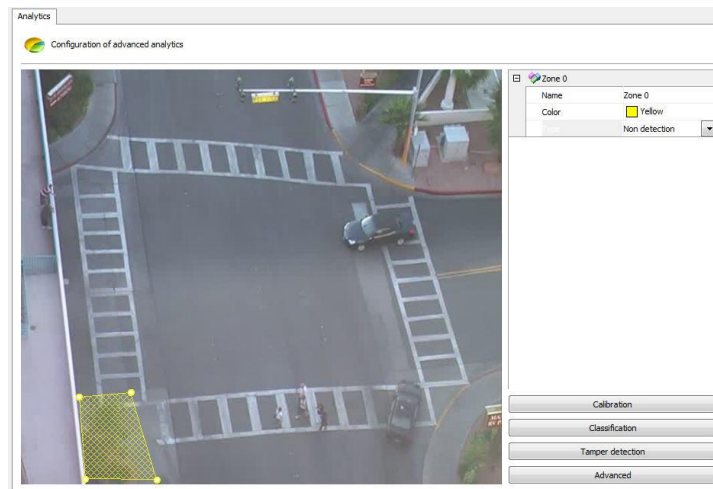 Analytics
Configuration of advanced analytics
Zone 0
Name Zone 0
Color Yellow
Type Non detection
Calibration
Classification
Tamper detection
Advanced